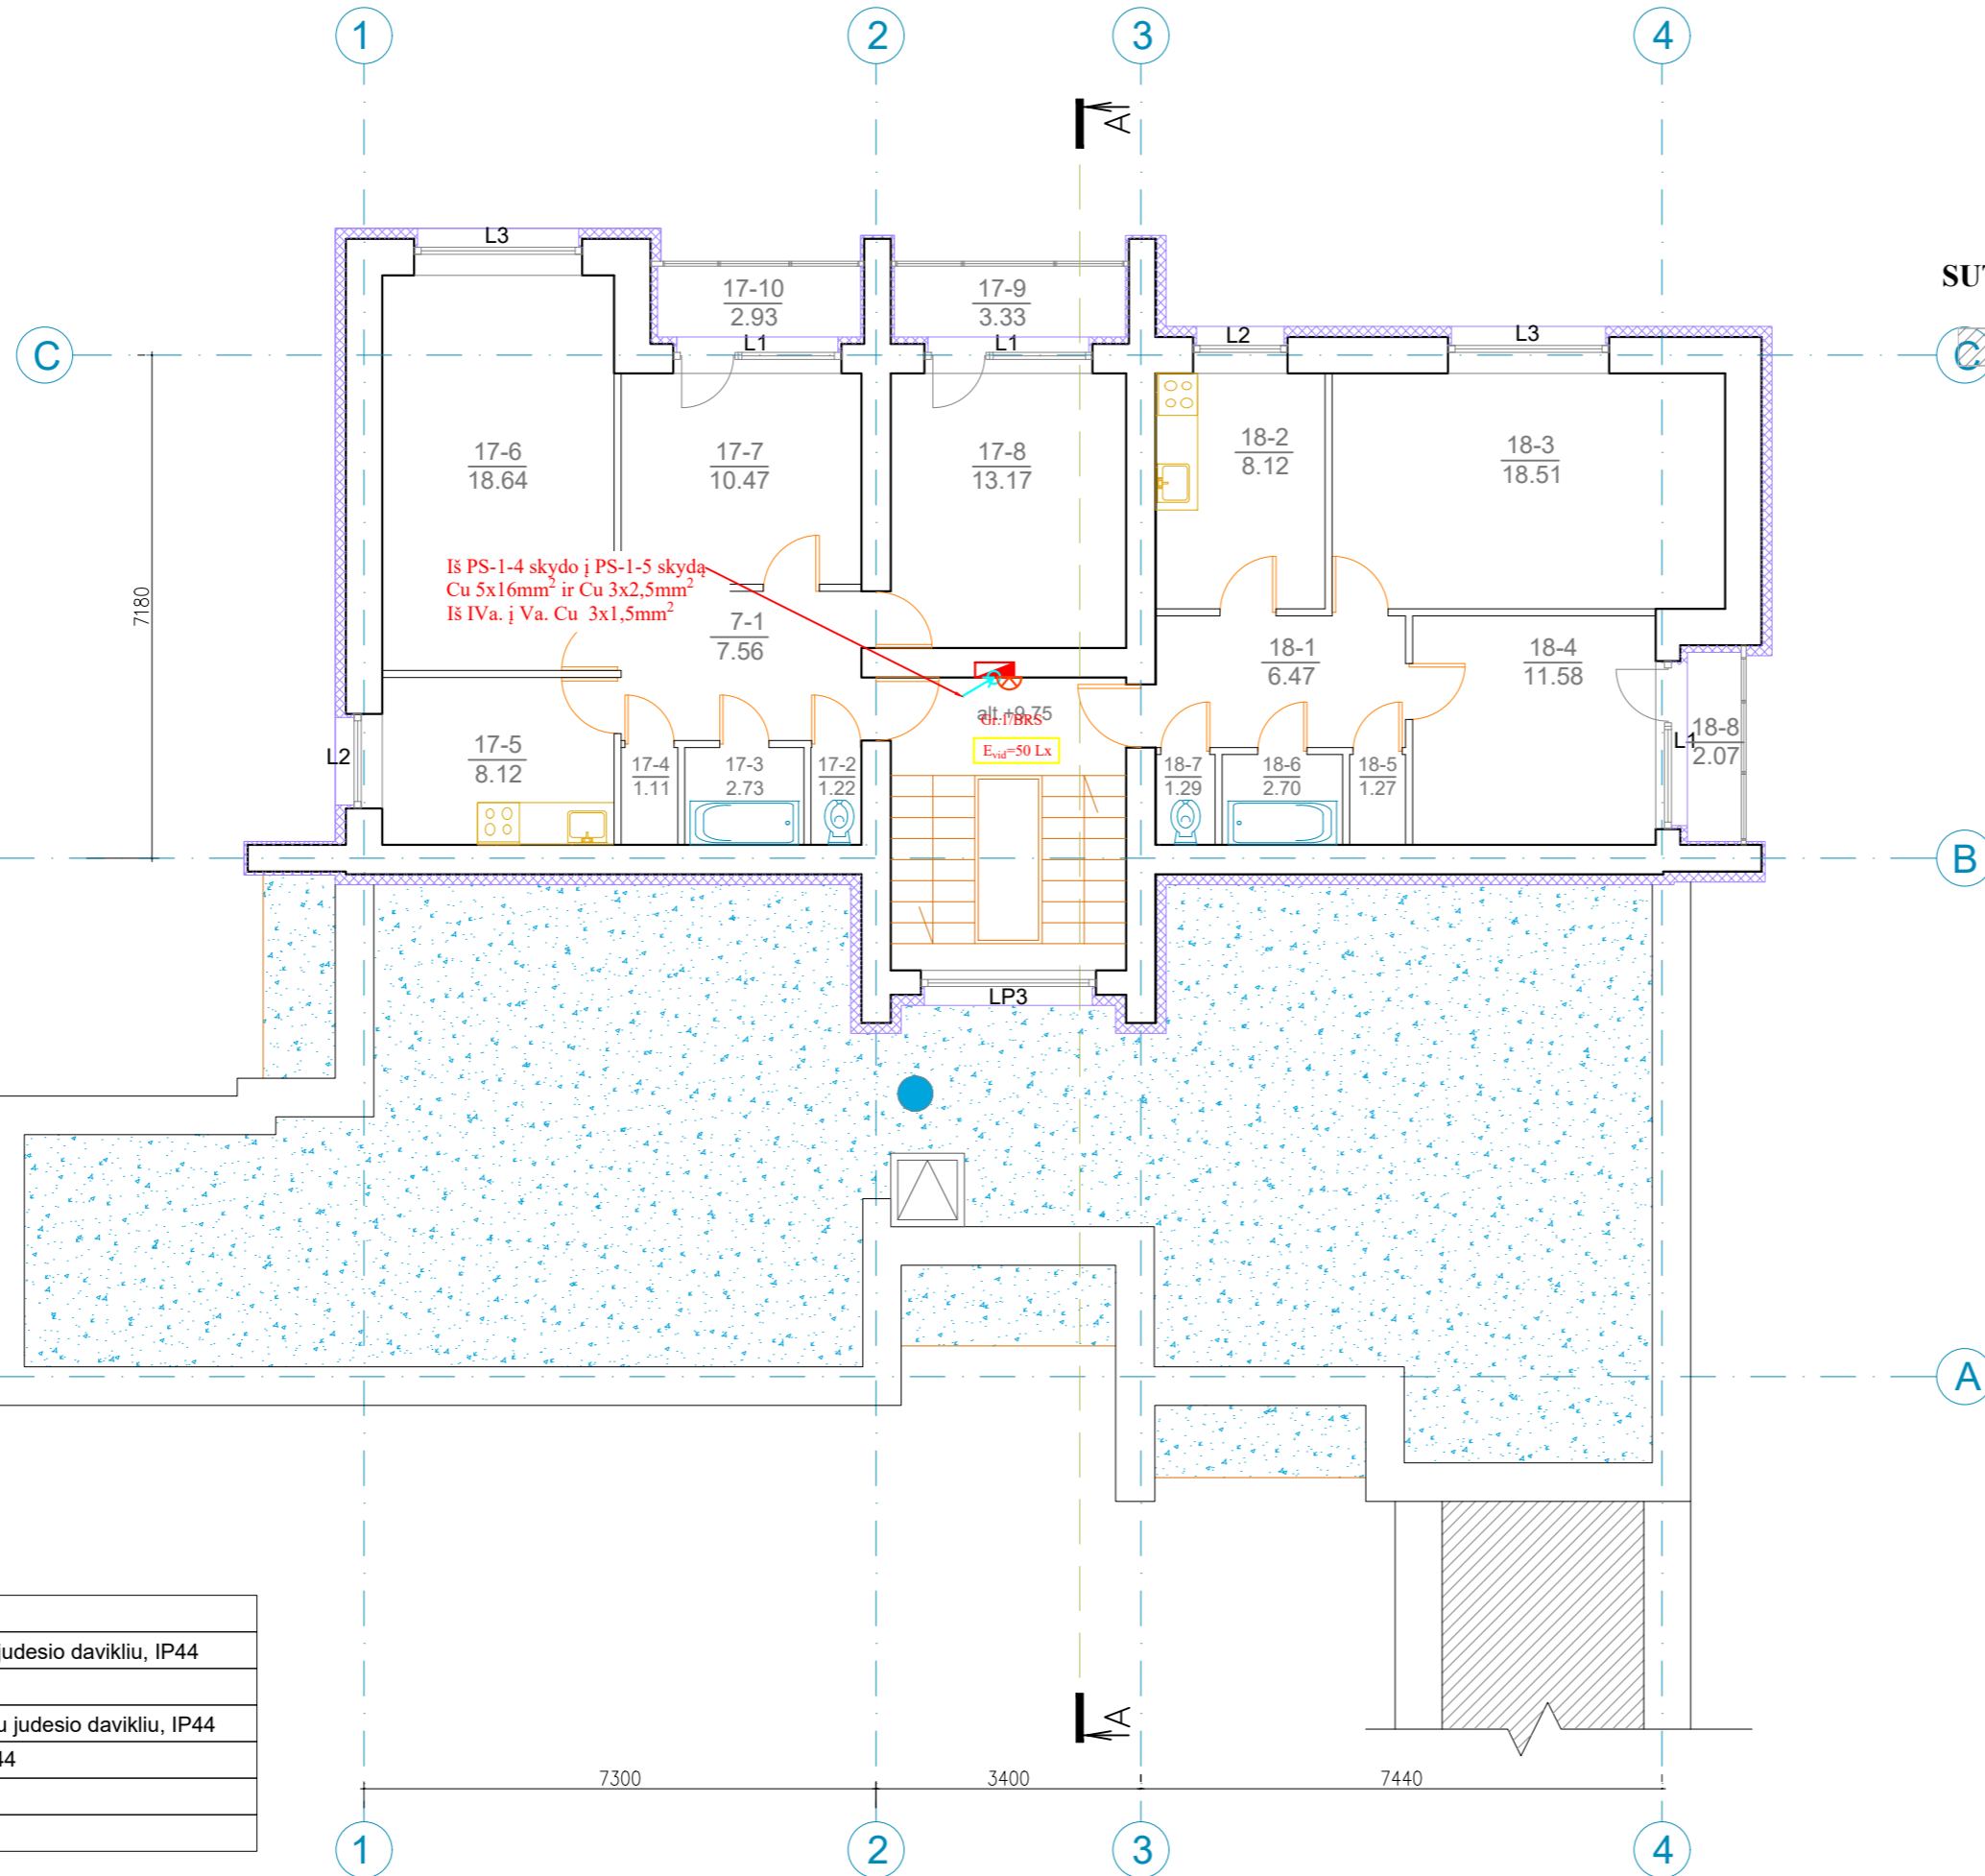 1
2
3
4
A
L3
17-10
2.93
17-9
3.33
SU
L1
L1
L2
L3
C
C
17-6
18.64
17-7
10.47
17-8
13.17
18-2
8.12
18-3
18.51
7180
Iš PS-1-4 skydo į PS-1-5 skydą
Cu 5x16mm² ir Cu 3x2,5mm²
Iš IVa. į Va. Cu 3x1,5mm²
7-1
7.56
18-1
6.47
18-4
11.58
alt.+9.75
Gr.1/BRS
Evid=50 Lx
L2
17-5
8.12
17-4
1.11
17-3
2.73
17-2
1.22
18-7
1.29
18-6
2.70
18-5
1.27
L1
18-8
2.07
B
LP3
A
judesio davikliu, IP44
u judesio davikliu, IP44
44
A
7300
3400
7440
1
2
3
4